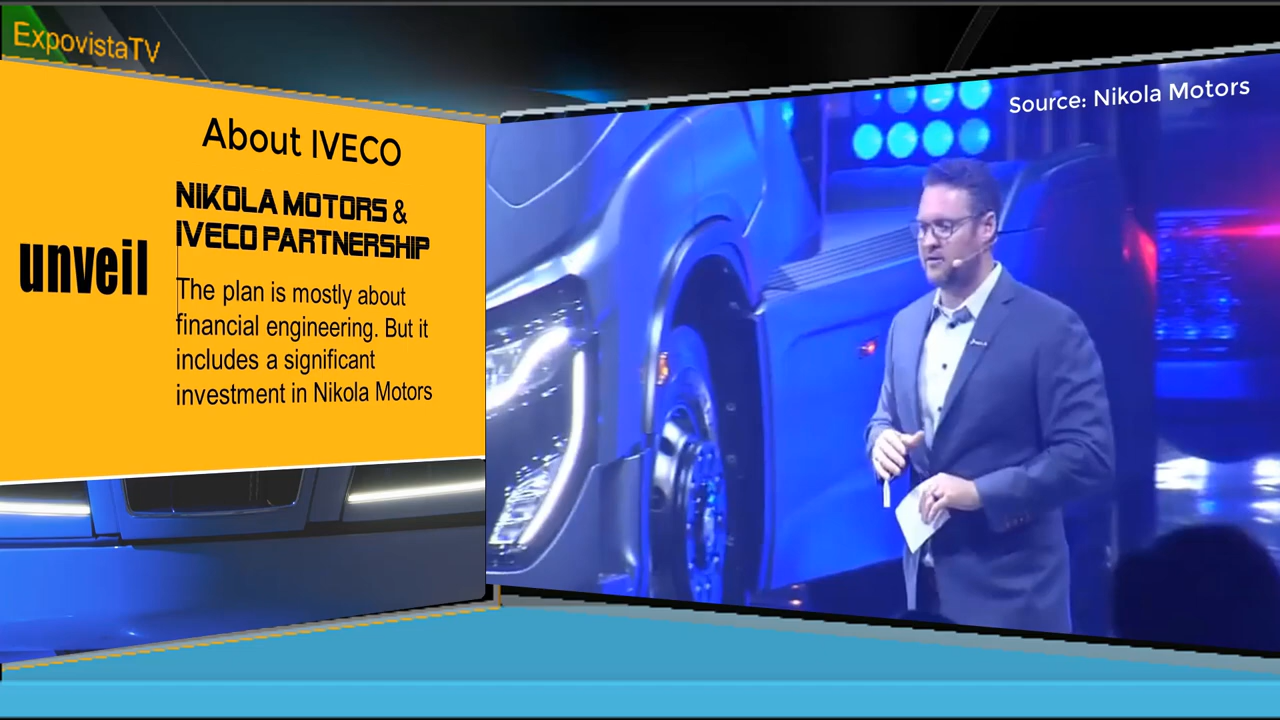 ExpovistaTV
Source: Nikola Motors
About IVECO
NIKOLA MOTORS &
IVECO PARTNERSHIP
unveil
The plan is mostly about
financial engineering. But it
includes a significant
investment in Nikola Motors